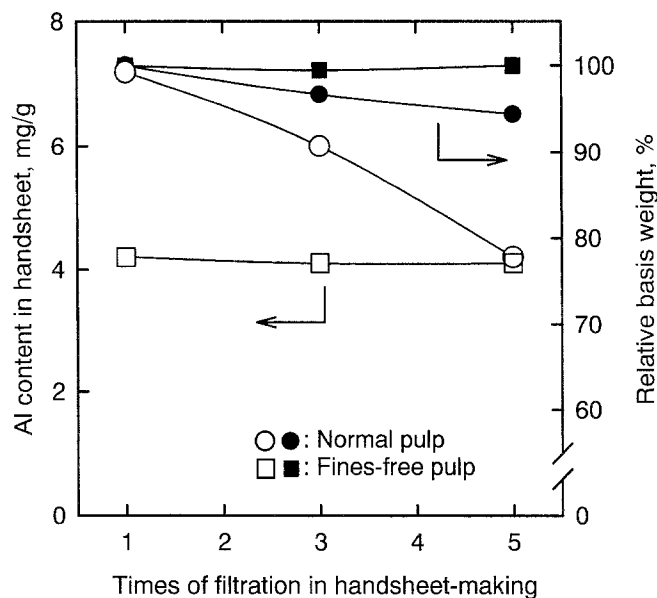 8
6
4
2
0
Al content in handsheet, mg/g
100
90
80
70
60
0
Relative basis weight, %
○●: Normal pulp
□■: Fines-free pulp
1 2 3 4 5
Times of filtration in handsheet-making